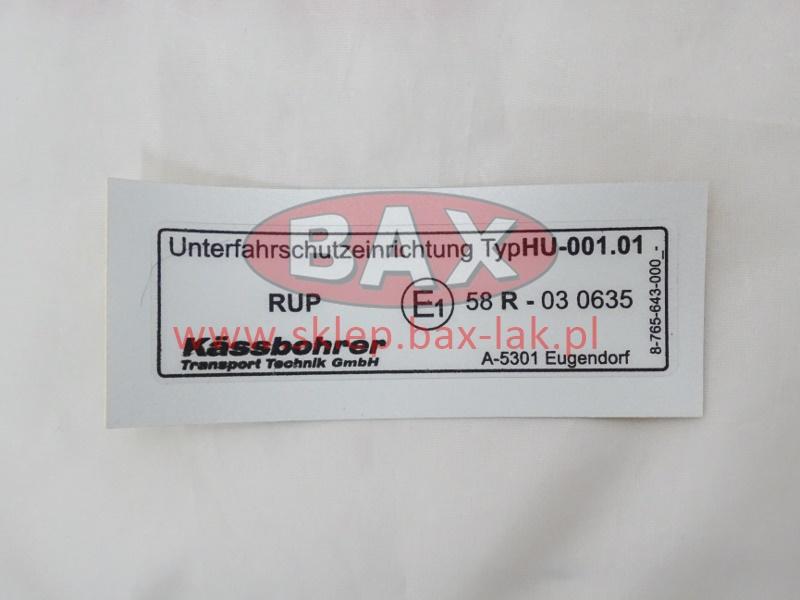 BAX
Unterfahrschutzeinrichtung TypHU-001.01
RUP E1 58 R - 03 0635
www.sklep.bax-lak.pl
Kässbohrer
Transport Technik GmbH
A-5301 Eugendorf
8-765-643-000_-